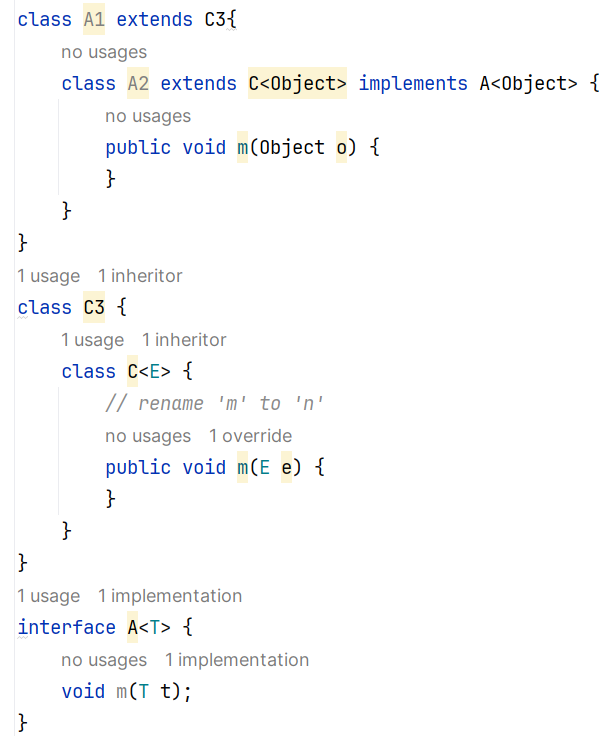 class A1 extends C3{
no usages
class A2 extends C<Object> implements A<Object> {
no usages
public void m(Object o) {
}
}
}
1 usage 1 inheritor
class C3 {
1 usage 1 inheritor
class C<E> {
// rename 'm' to 'n'
no usages 1 override
public void m(E e) {
}
}
}
1 usage 1 implementation
interface A<T> {
no usages 1 implementation
void m(T t);
}